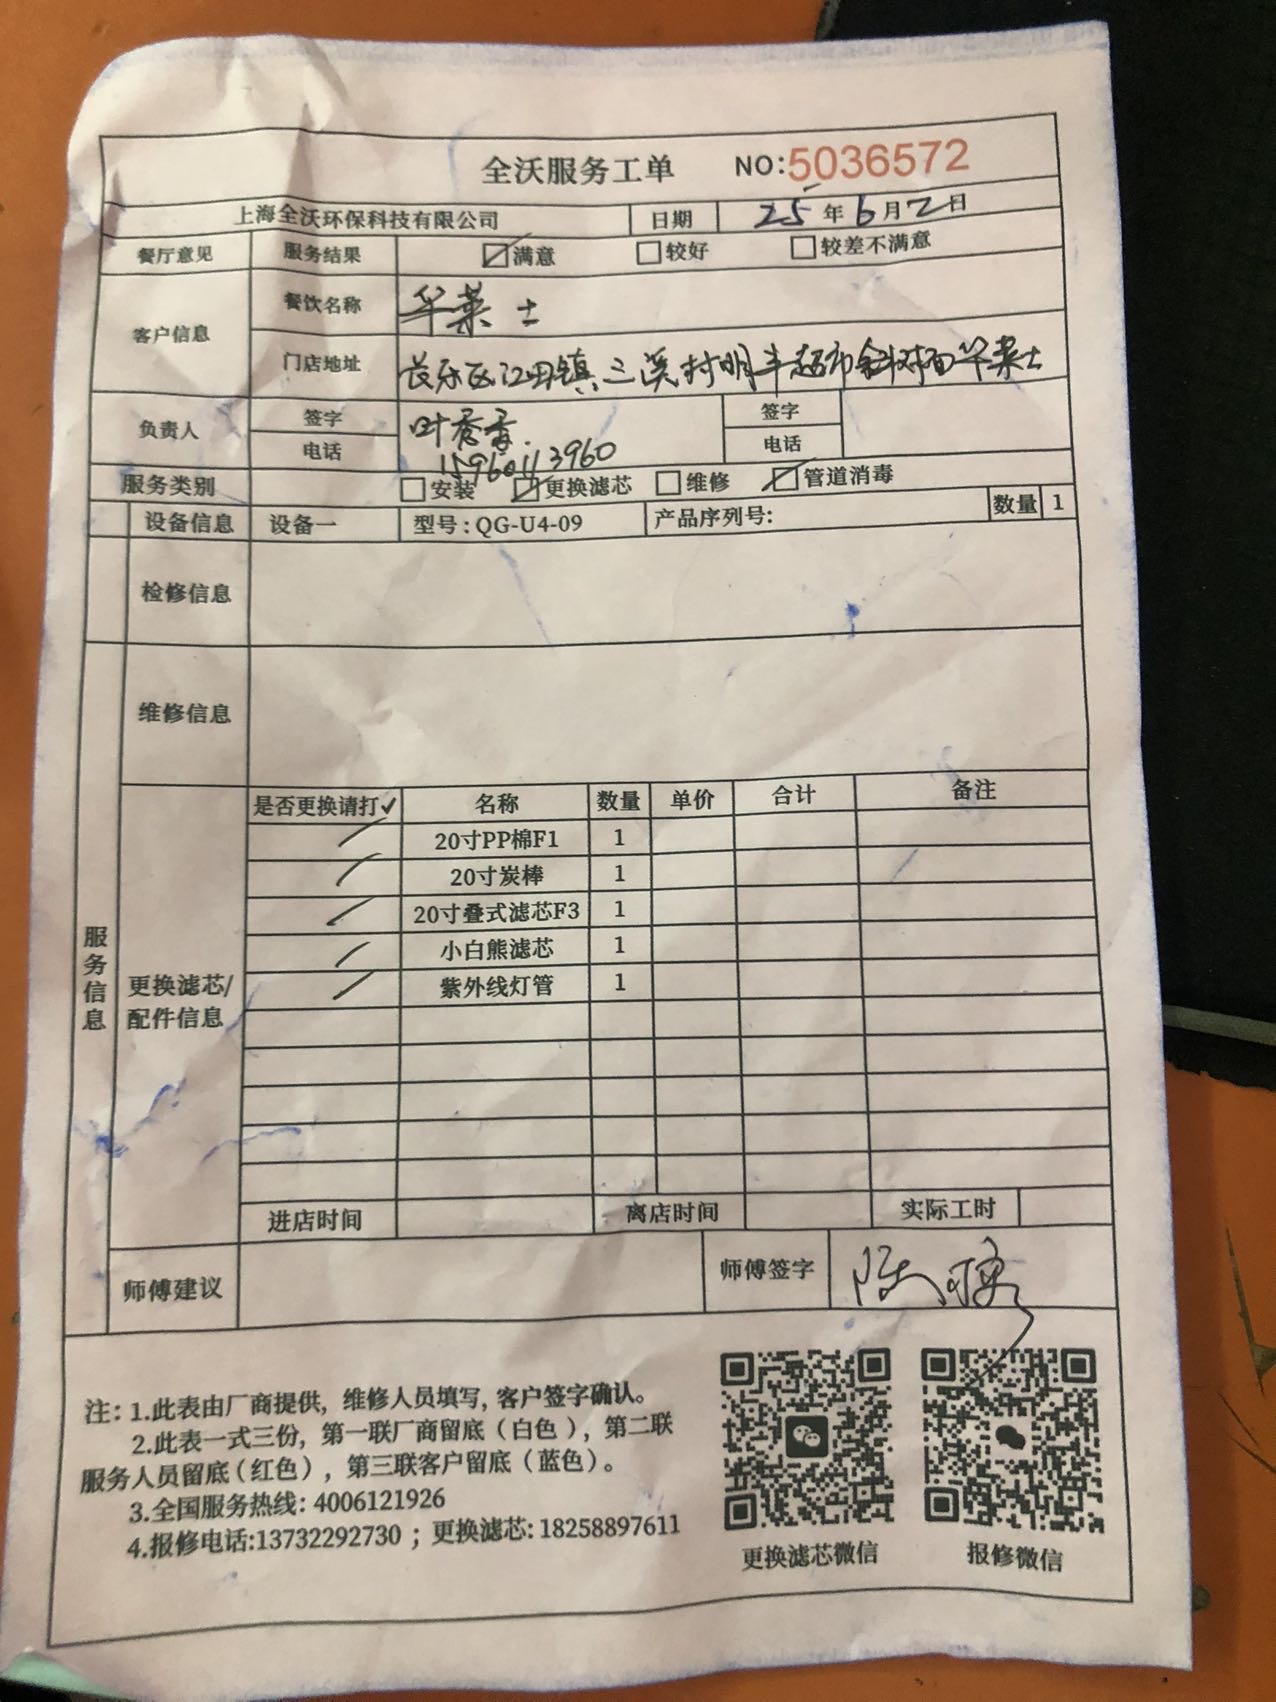 全沃服务工单 NO:5036572
上海全沃环保科技有限公司 日期 25年6月2日
餐厅意见 服务结果 满意 较好 较差不满意
客户信息 餐饮名称 华莱士
门店地址 长乐区江田镇三溪村明丰超市斜对面华莱士
负责人 签字 叶秀香 签字
电话 15960113960 电话
服务类别 安装 更换滤芯 维修 管道消毒
设备信息 设备一 型号:QG-U4-09 产品序列号: 数量 1
检修信息
维修信息
服务信息
更换滤芯/配件信息
是否更换请打✓ 名称 数量 单价 合计 备注
20寸PP棉F1 1
20寸炭棒 1
20寸叠式滤芯F3 1
小白熊滤芯 1
紫外线灯管 1
进店时间 离店时间 实际工时
师傅建议 师傅签字 陈
注:1.此表由厂商提供,维修人员填写,客户签字确认。
2.此表一式三份,第一联厂商留底(白色),第二联
服务人员留底(红色),第三联客户留底(蓝色)。
3.全国服务热线:4006121926
4.报修电话:13732292730;更换滤芯:18258897611
更换滤芯微信 报修微信